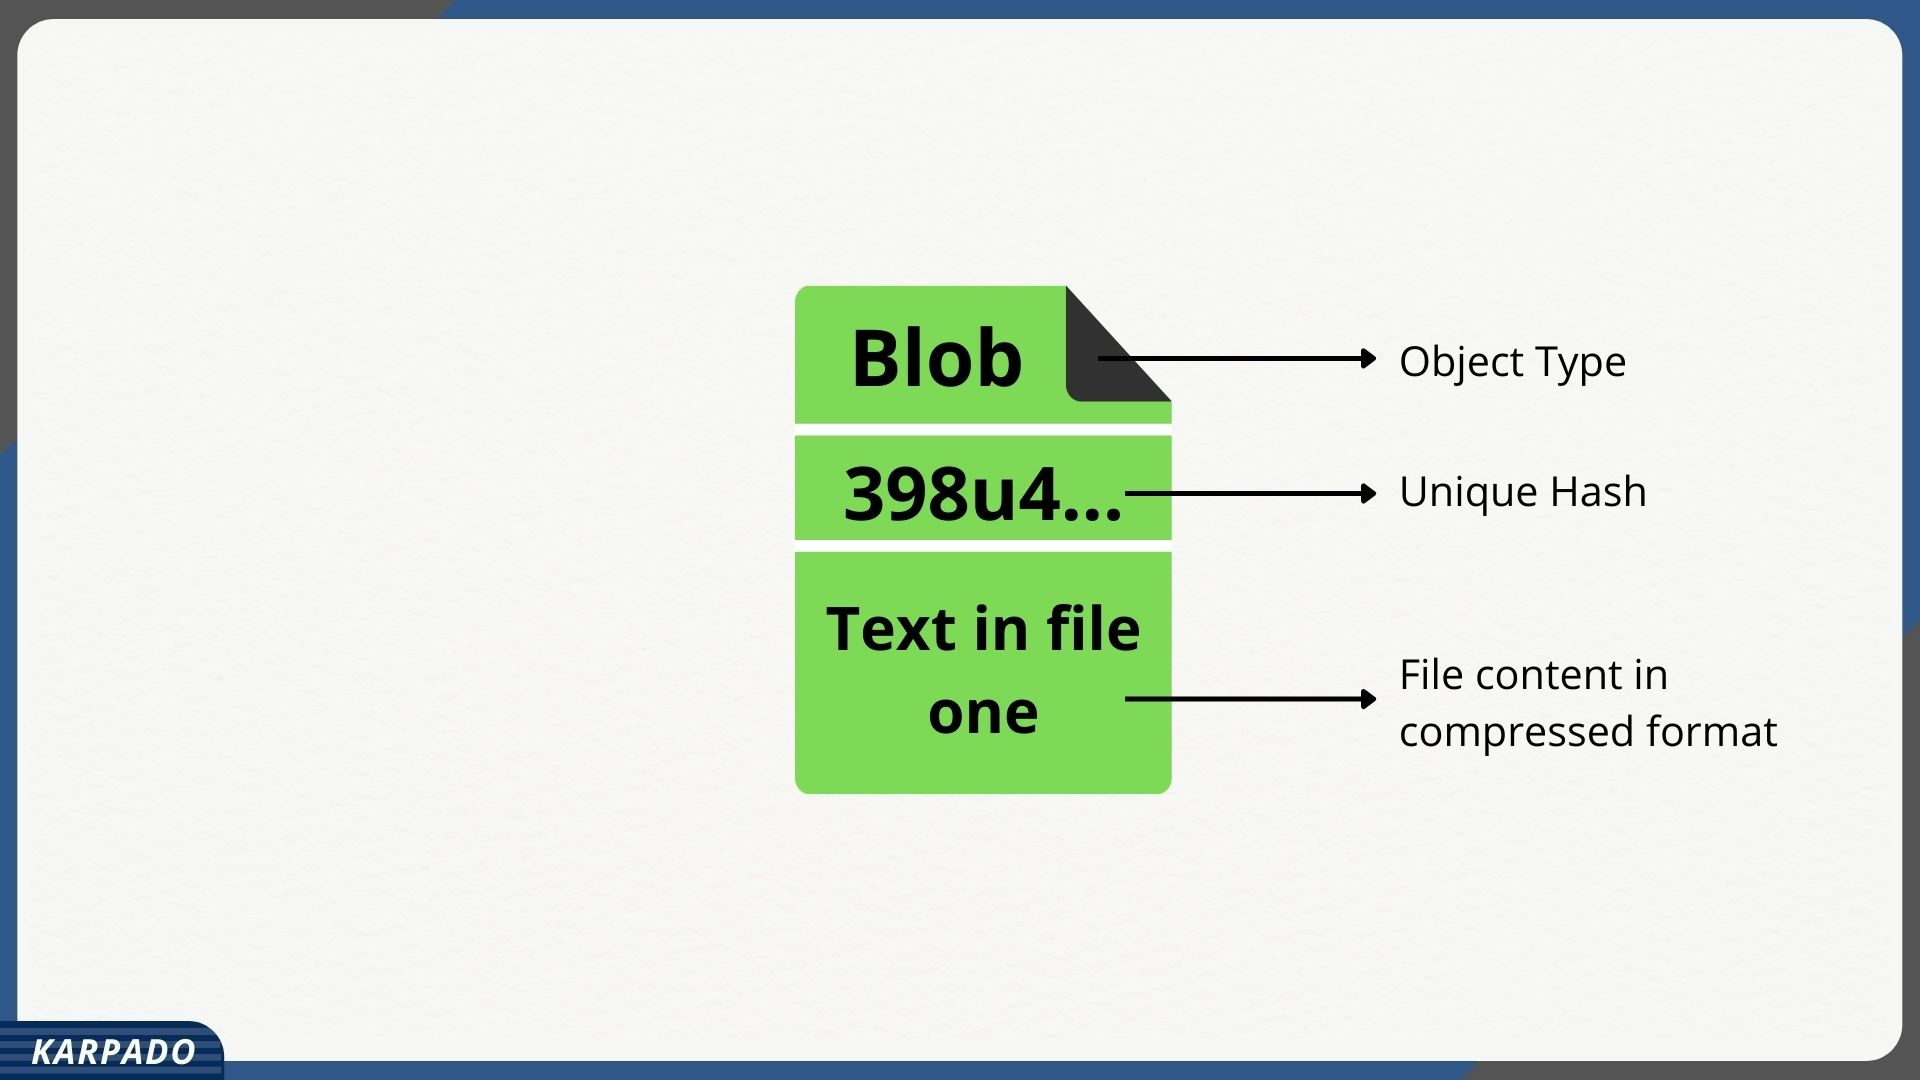 Blob
Object Type
398u4...
Unique Hash
Text in file
one
File content in
compressed format
KARPADO